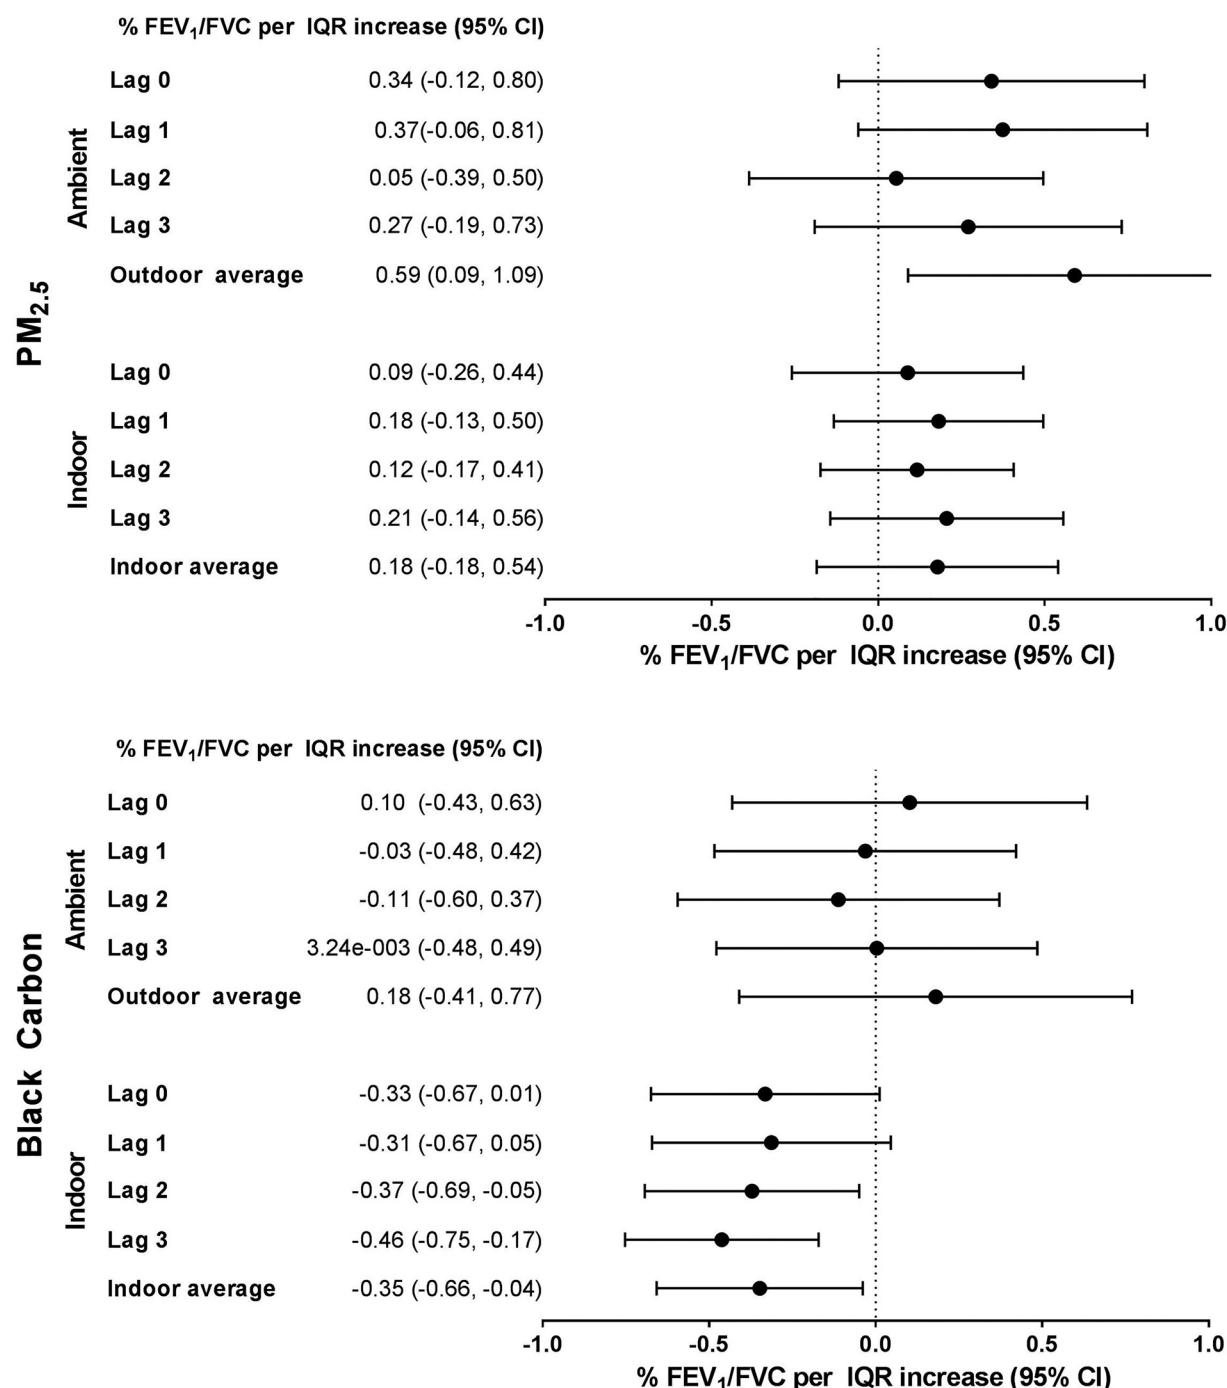 % FEV1/FVC per IQR increase (95% CI)
PM2.5
Ambient
Lag 0 0.34 (-0.12, 0.80)
Lag 1 0.37(-0.06, 0.81)
Lag 2 0.05 (-0.39, 0.50)
Lag 3 0.27 (-0.19, 0.73)
Outdoor average 0.59 (0.09, 1.09)
Indoor
Lag 0 0.09 (-0.26, 0.44)
Lag 1 0.18 (-0.13, 0.50)
Lag 2 0.12 (-0.17, 0.41)
Lag 3 0.21 (-0.14, 0.56)
Indoor average 0.18 (-0.18, 0.54)
-1.0 -0.5 0.0 0.5 1.0
% FEV1/FVC per IQR increase (95% CI)
% FEV1/FVC per IQR increase (95% CI)
Black Carbon
Ambient
Lag 0 0.10 (-0.43, 0.63)
Lag 1 -0.03 (-0.48, 0.42)
Lag 2 -0.11 (-0.60, 0.37)
Lag 3 3.24e-003 (-0.48, 0.49)
Outdoor average 0.18 (-0.41, 0.77)
Indoor
Lag 0 -0.33 (-0.67, 0.01)
Lag 1 -0.31 (-0.67, 0.05)
Lag 2 -0.37 (-0.69, -0.05)
Lag 3 -0.46 (-0.75, -0.17)
Indoor average -0.35 (-0.66, -0.04)
-1.0 -0.5 0.0 0.5 1.0
% FEV1/FVC per IQR increase (95% CI)